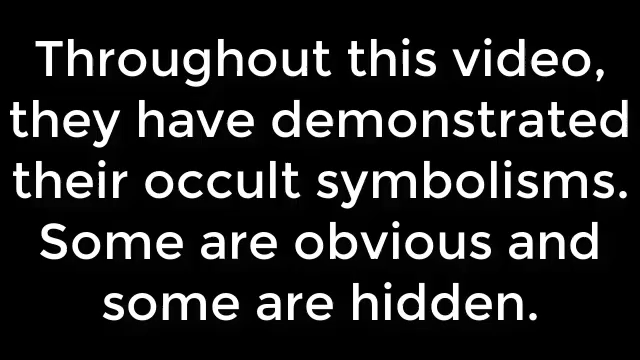 Throughout this video,
they have demonstrated
their occult symbolisms.
Some are obvious and
some are hidden.